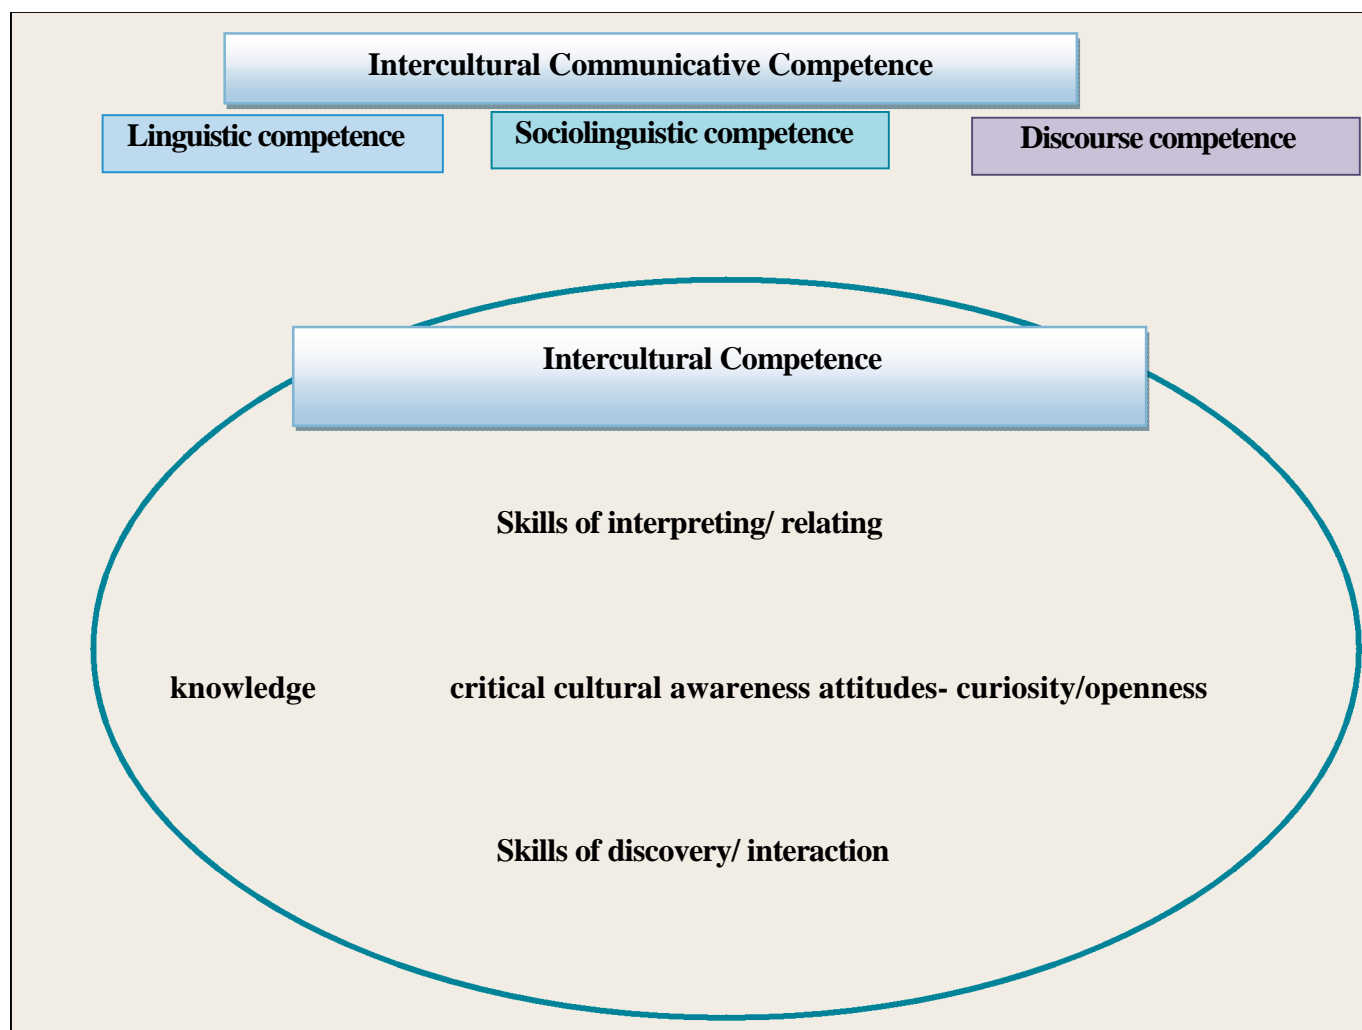 Intercultural Communicative Competence
Linguistic competence
Sociolinguistic competence
Discourse competence
Intercultural Competence
Skills of interpreting/ relating
knowledge
critical cultural awareness attitudes- curiosity/openness
Skills of discovery/ interaction